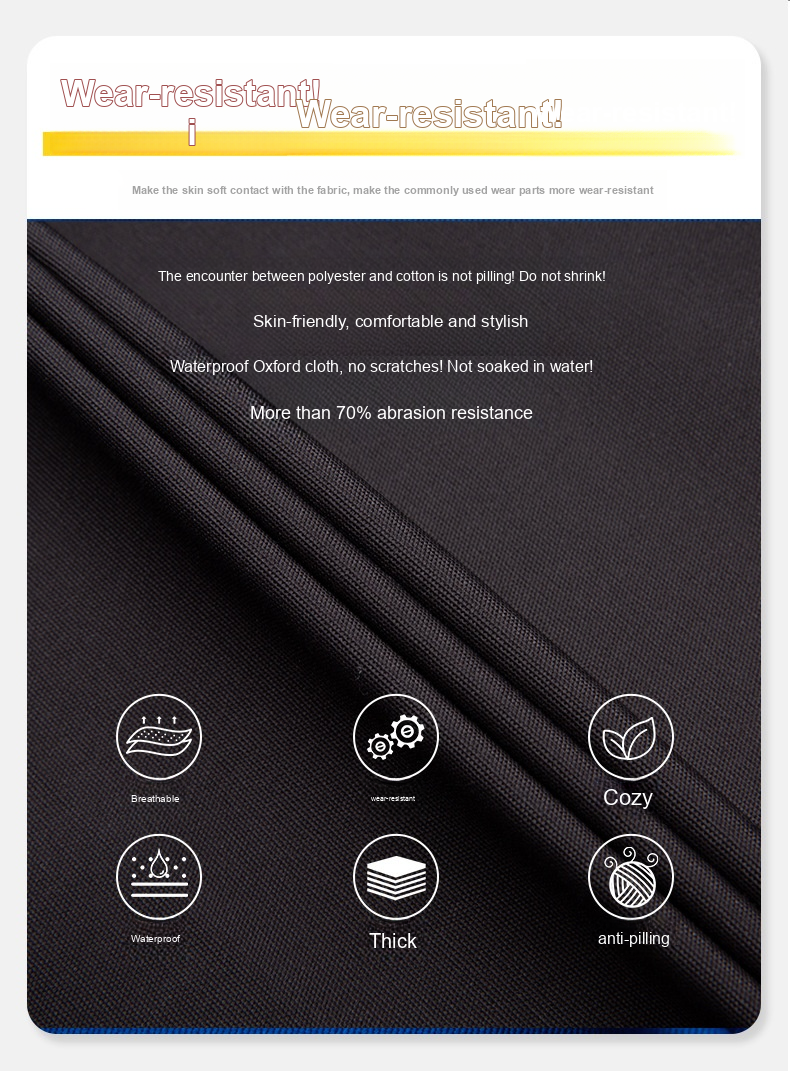 Wear-resistant!
Wear-resistant!
i
Make the skin soft contact with the fabric, make the commonly used wear parts more wear-resistant
The encounter between polyester and cotton is not pilling! Do not shrink!
Skin-friendly, comfortable and stylish
Waterproof Oxford cloth, no scratches! Not soaked in water!
More than 70% abrasion resistance
Breathable
wear-resistant
Cozy
Waterproof
Thick
anti-pilling